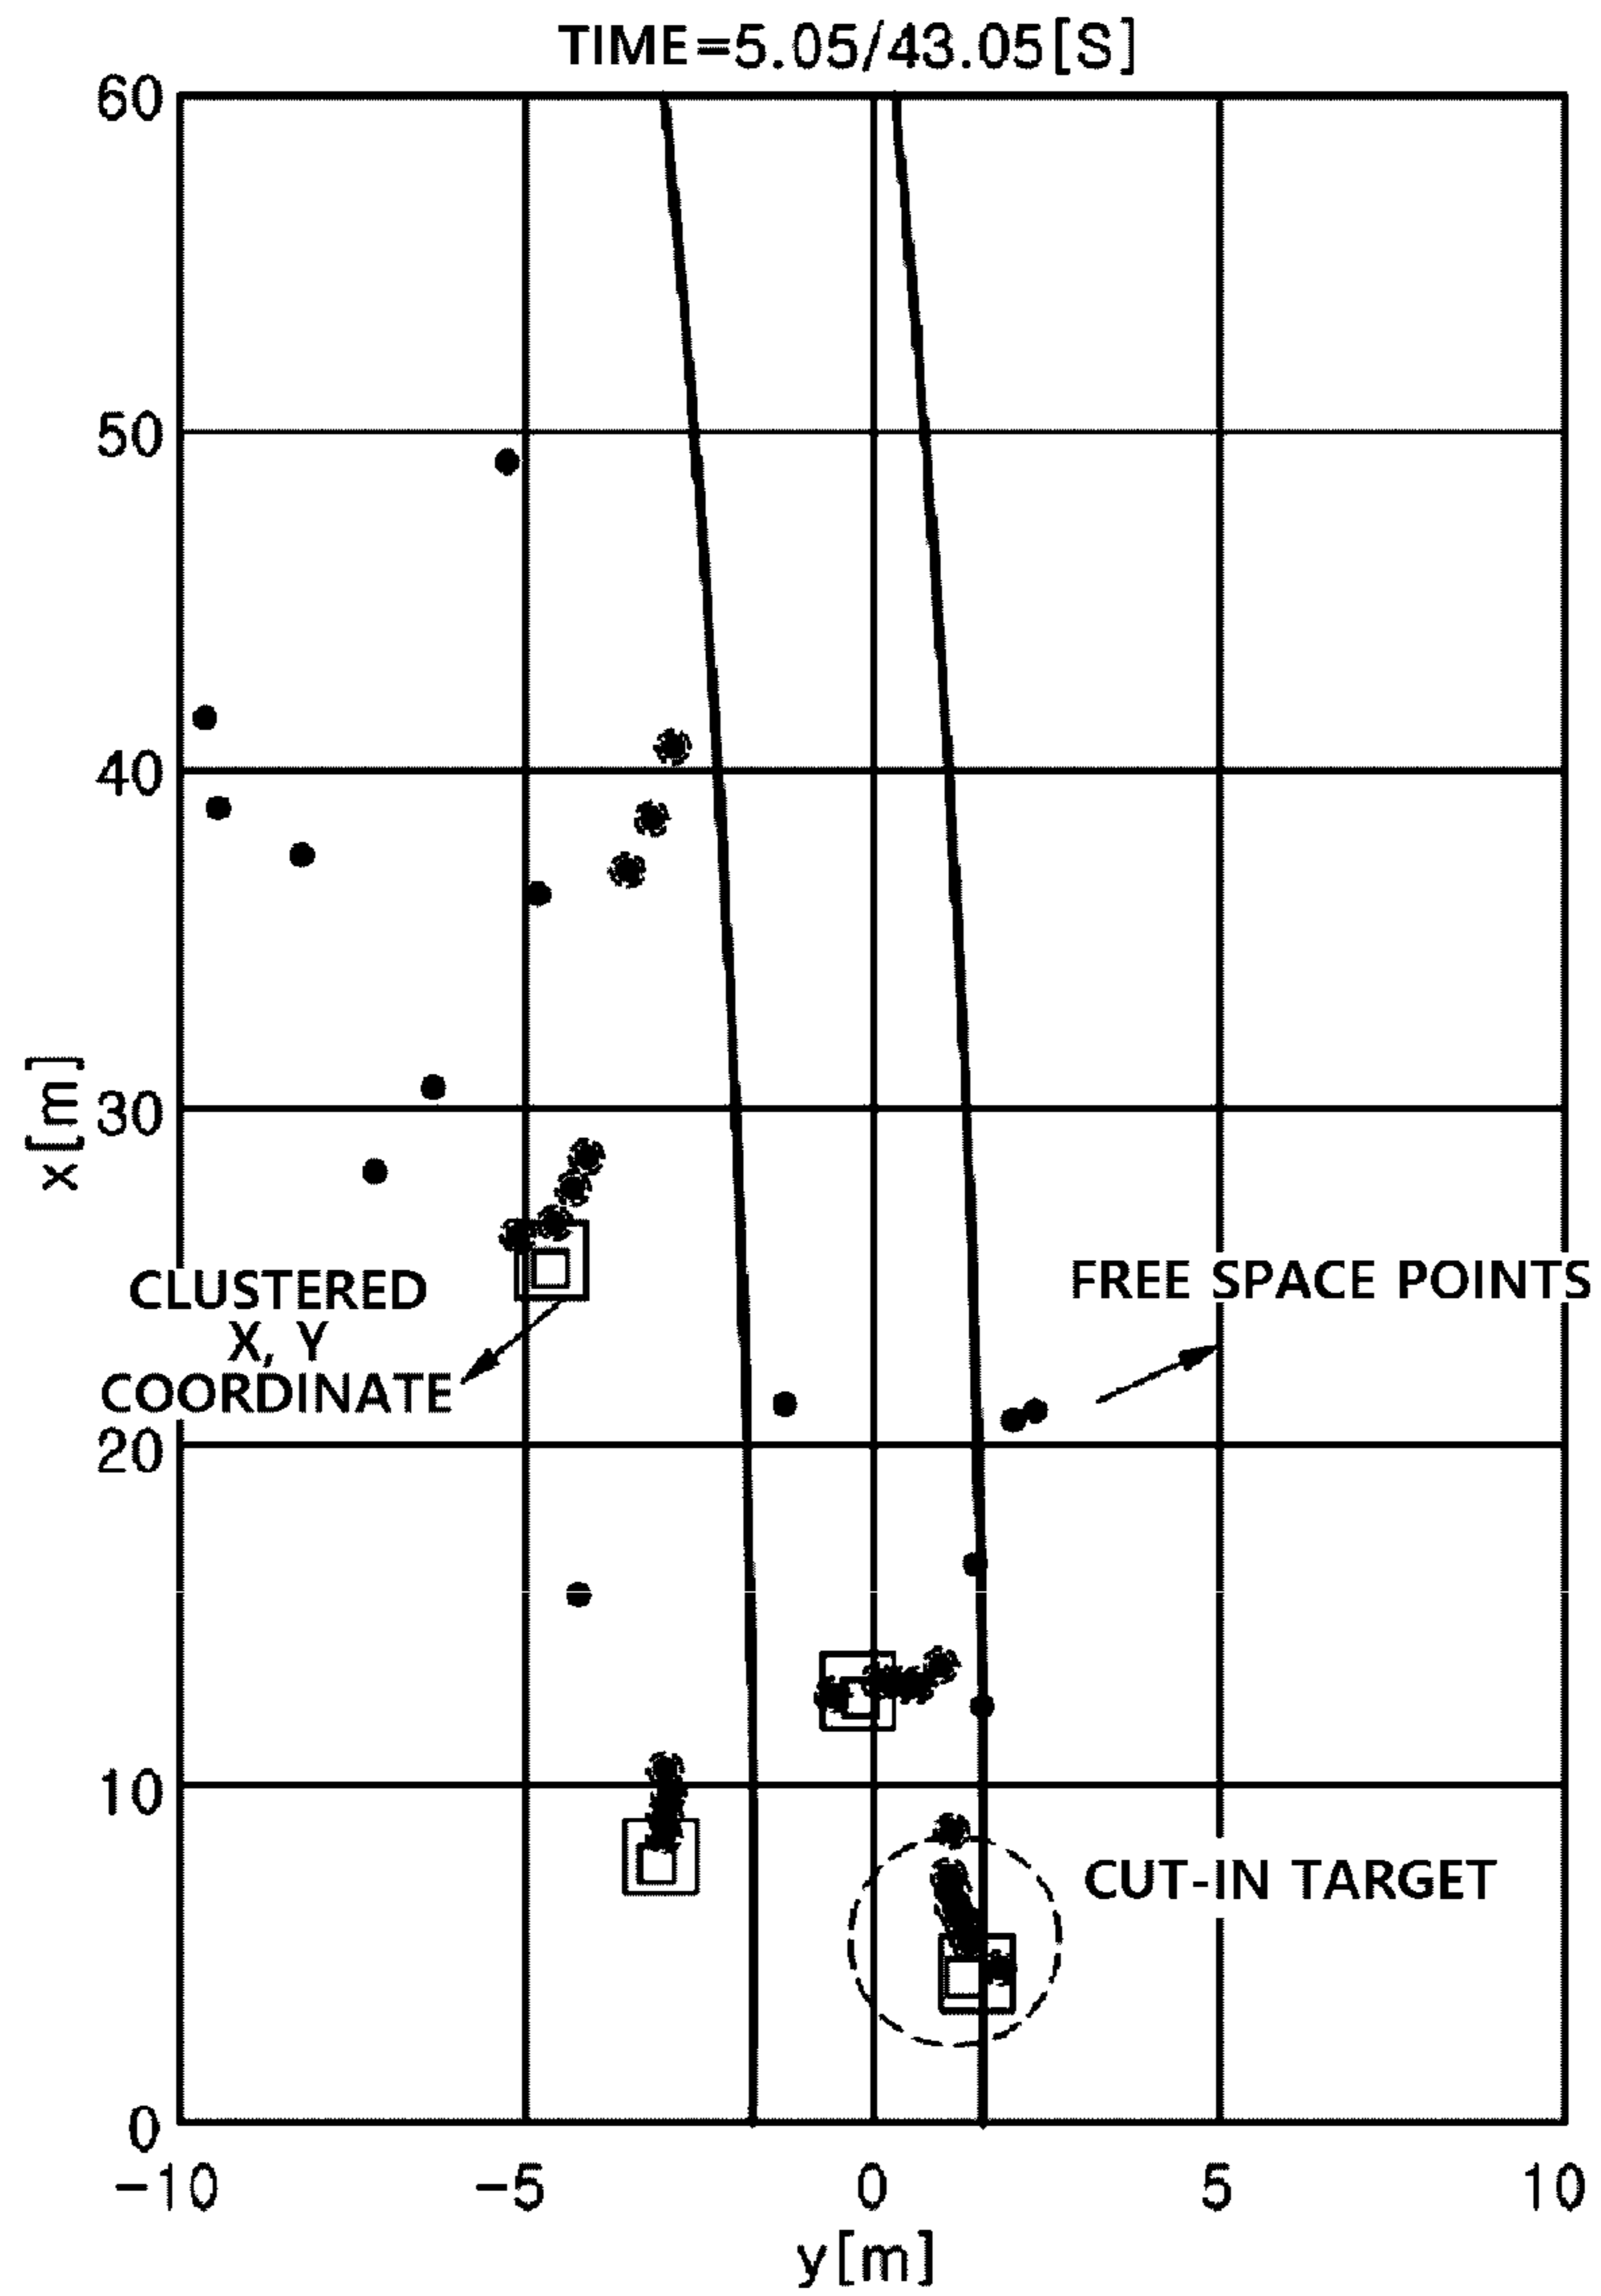 TIME=5.05/43.05[S]
60
50
40
30
20
10
0
x[m]
CLUSTERED
X, Y
COORDINATE
FREE SPACE POINTS
CUT-IN TARGET
-10
-5
0
5
10
y[m]